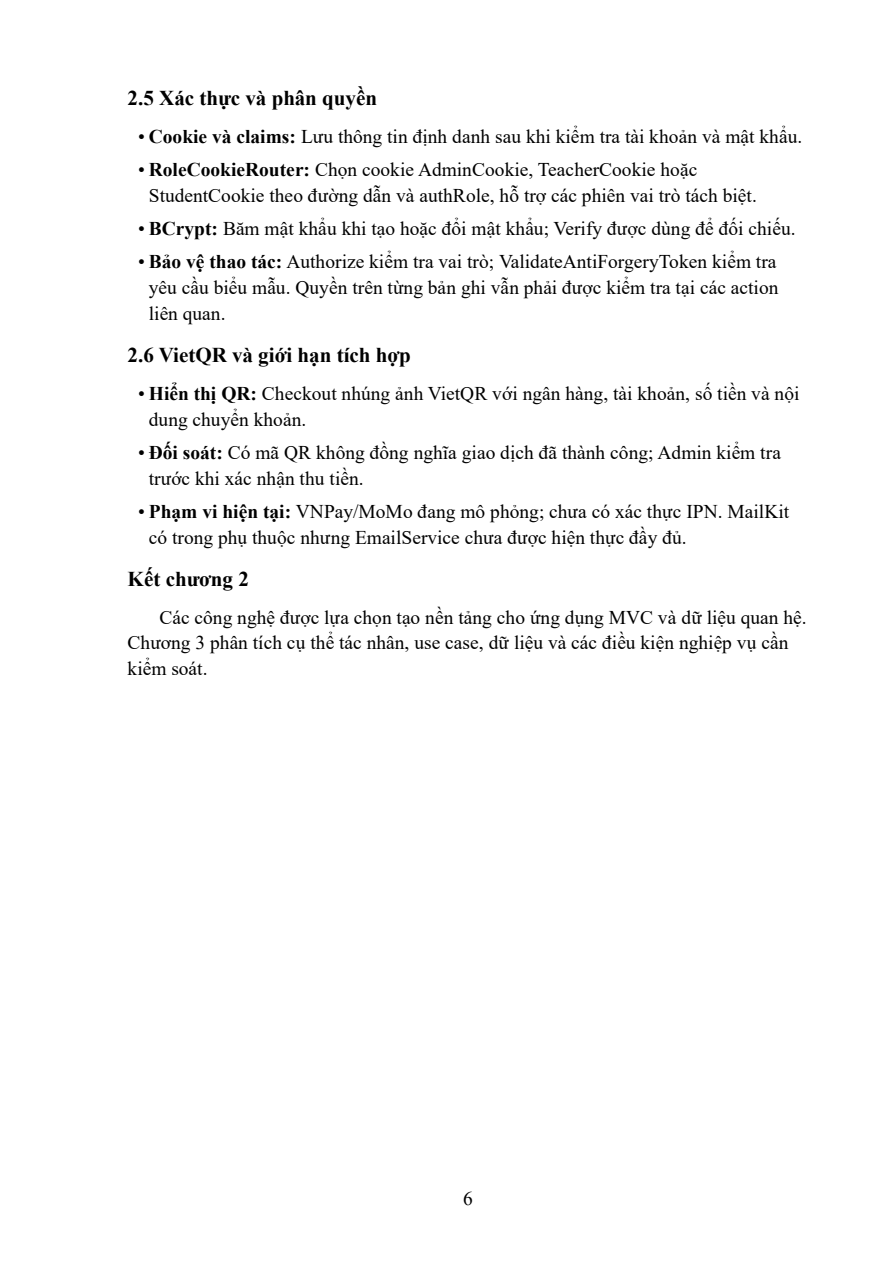 2.5 Xác thực và phân quyền
• Cookie và claims: Lưu thông tin định danh sau khi kiểm tra tài khoản và mật khẩu.
• RoleCookieRouter: Chọn cookie AdminCookie, TeacherCookie hoặc
StudentCookie theo đường dẫn và authRole, hỗ trợ các phiên vai trò tách biệt.
• BCrypt: Băm mật khẩu khi tạo hoặc đổi mật khẩu; Verify được dùng để đối chiếu.
• Bảo vệ thao tác: Authorize kiểm tra vai trò; ValidateAntiForgeryToken kiểm tra
yêu cầu biểu mẫu. Quyền trên từng bản ghi vẫn phải được kiểm tra tại các action
liên quan.
2.6 VietQR và giới hạn tích hợp
• Hiển thị QR: Checkout nhúng ảnh VietQR với ngân hàng, tài khoản, số tiền và nội
dung chuyển khoản.
• Đối soát: Có mã QR không đồng nghĩa giao dịch đã thành công; Admin kiểm tra
trước khi xác nhận thu tiền.
• Phạm vi hiện tại: VNPay/MoMo đang mô phỏng; chưa có xác thực IPN. MailKit
có trong phụ thuộc nhưng EmailService chưa được hiện thực đầy đủ.
Kết chương 2
Các công nghệ được lựa chọn tạo nền tảng cho ứng dụng MVC và dữ liệu quan hệ.
Chương 3 phân tích cụ thể tác nhân, use case, dữ liệu và các điều kiện nghiệp vụ cần
kiểm soát.
6